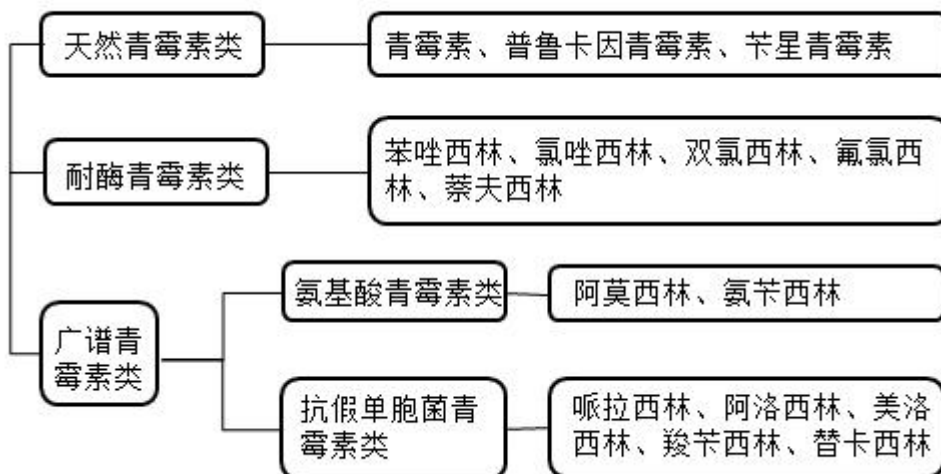 天然青霉素类
青霉素、普鲁卡因青霉素、苄星青霉素
耐酶青霉素类
苯唑西林、氯唑西林、双氯西林、氟氯西
林、萘夫西林
广谱青
霉素类
氨基酸青霉素类
阿莫西林、氨苄西林
抗假单胞菌青
霉素类
哌拉西林、阿洛西林、美洛
西林、羧苄西林、替卡西林